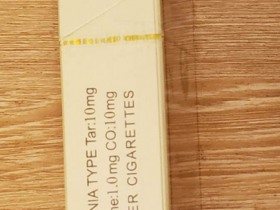 NIA TYPE Tar:10mg
ne:1.0mg CO:10mg
ER CIGARETTES